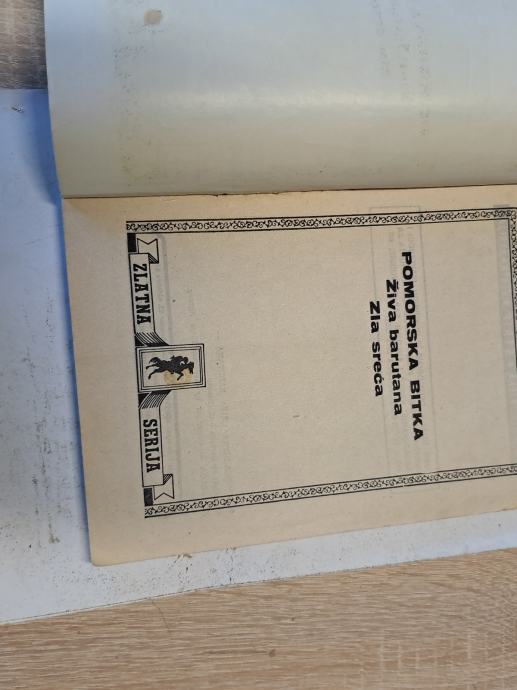 POMORSKA BITKA
Živa barutana
Zla sreća
ZLATNA
SERIJA